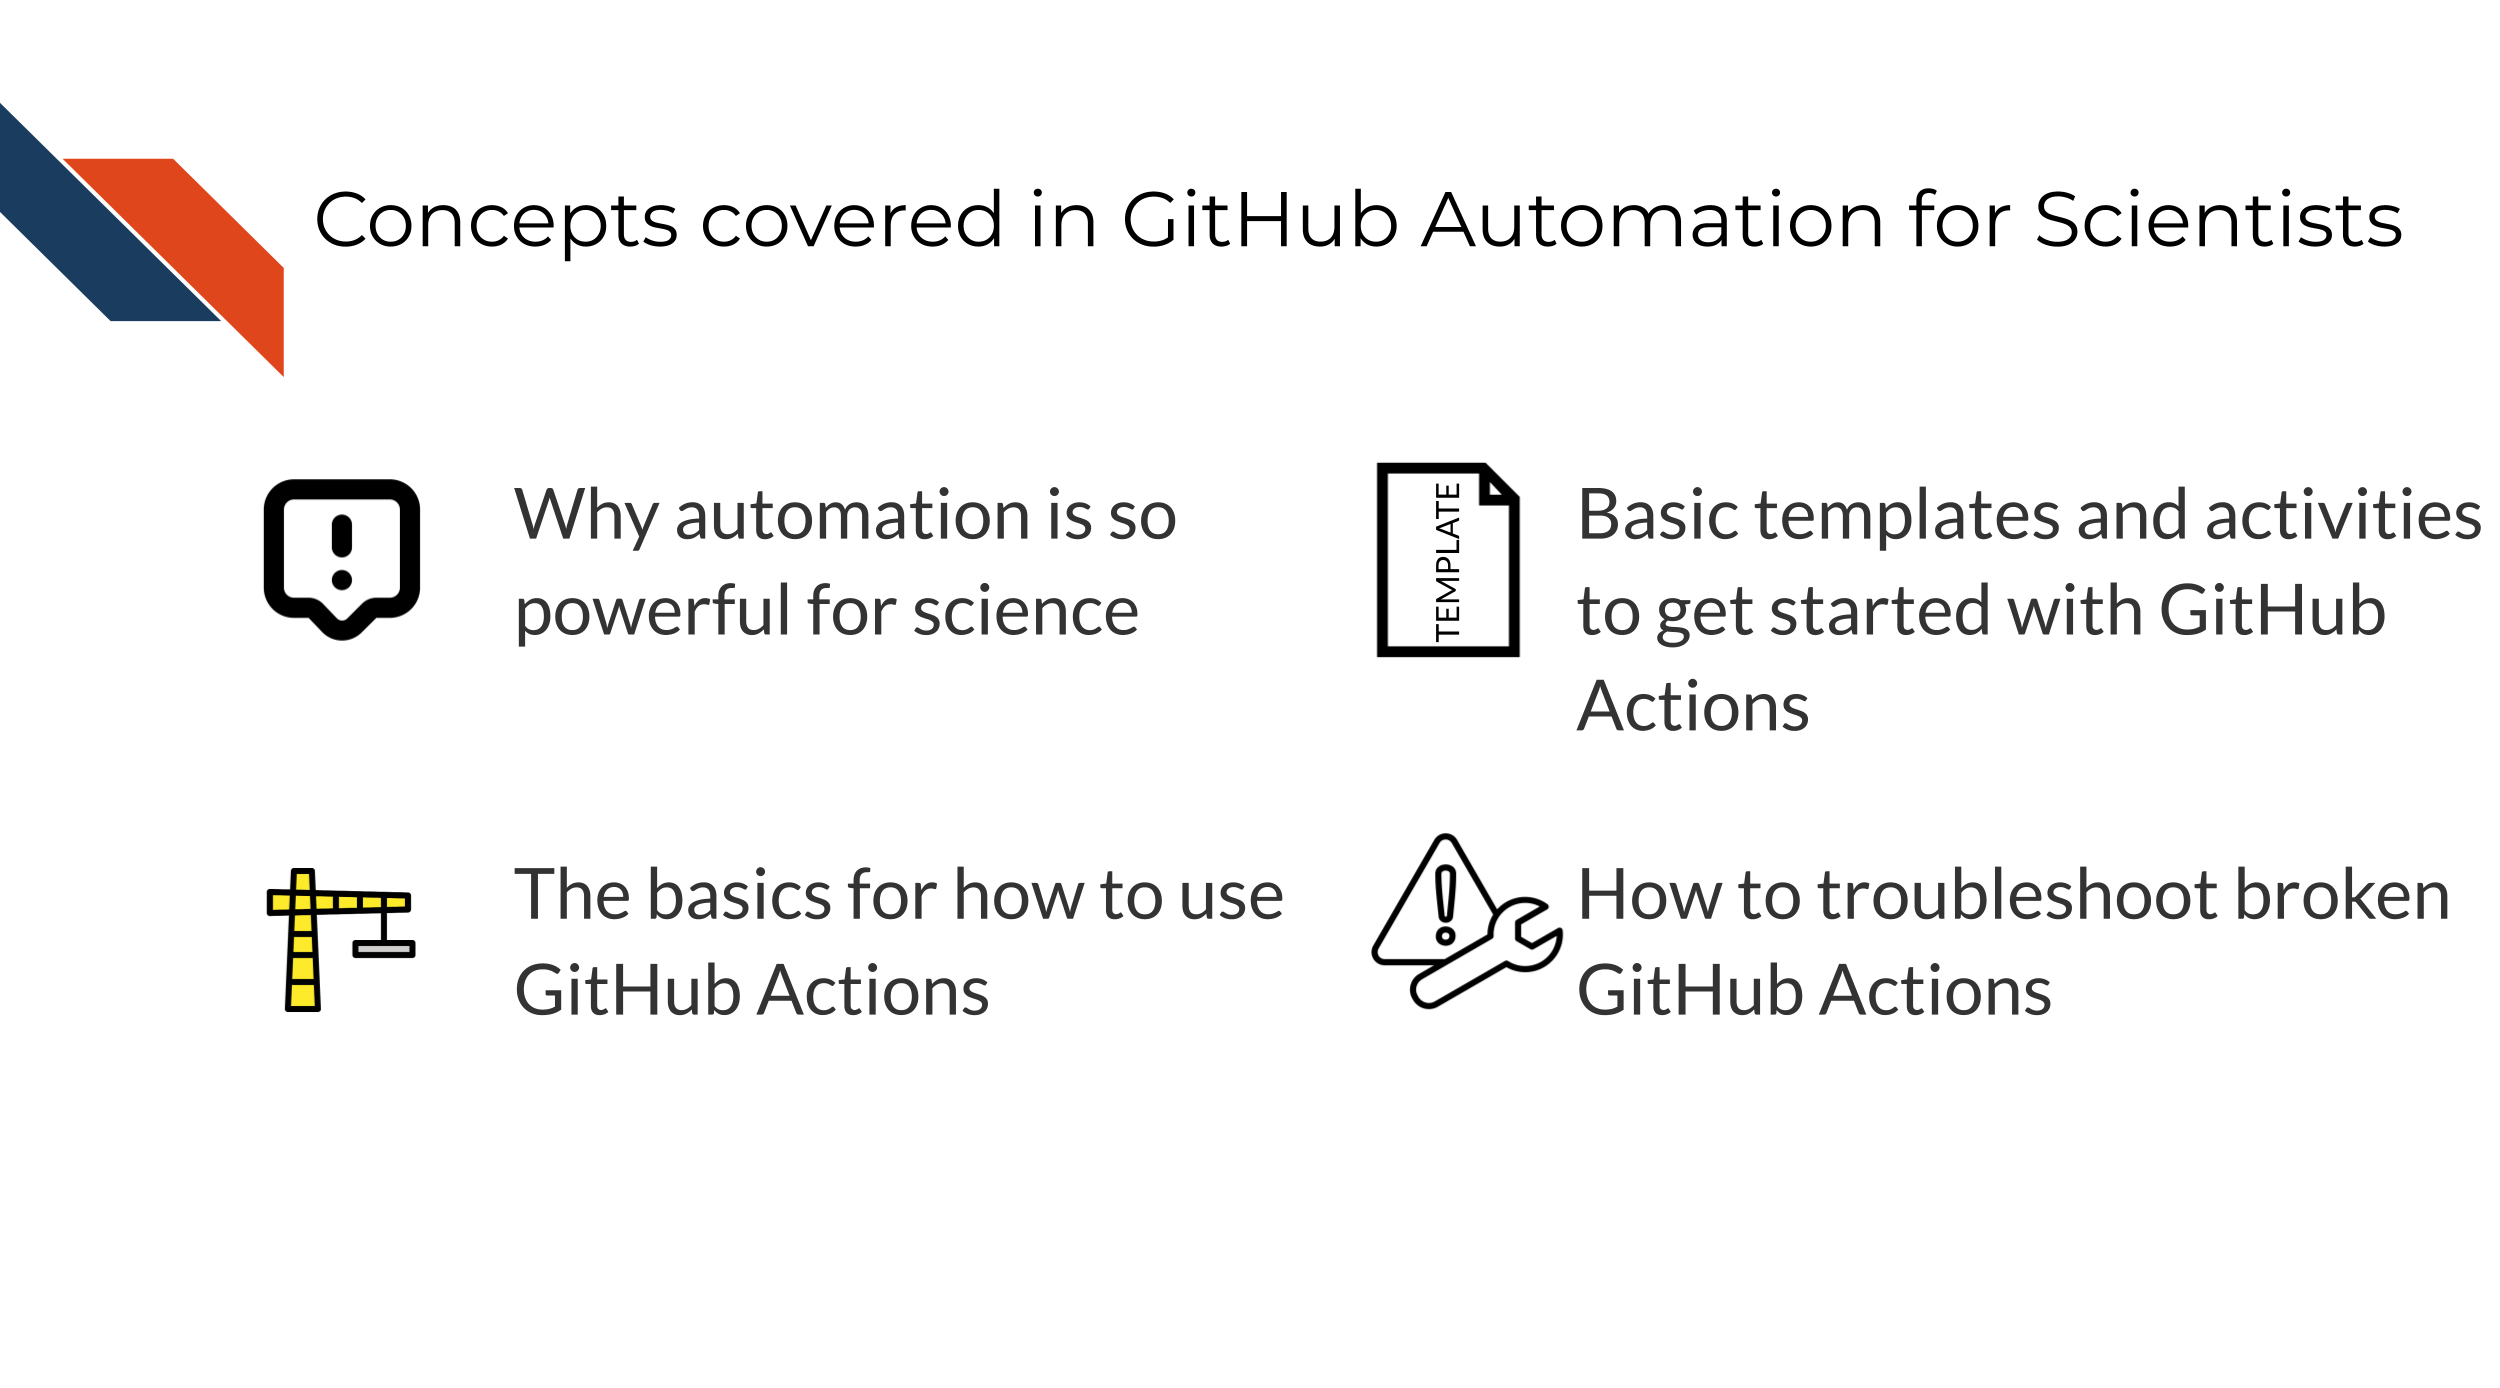 Concepts covered in GitHub Automation for Scientists
Why automation is so
powerful for science
TEMPLATE
Basic templates and activities
to get started with GitHub
Actions
The basics for how to use
GitHub Actions
How to troubleshoot broken
GitHub Actions